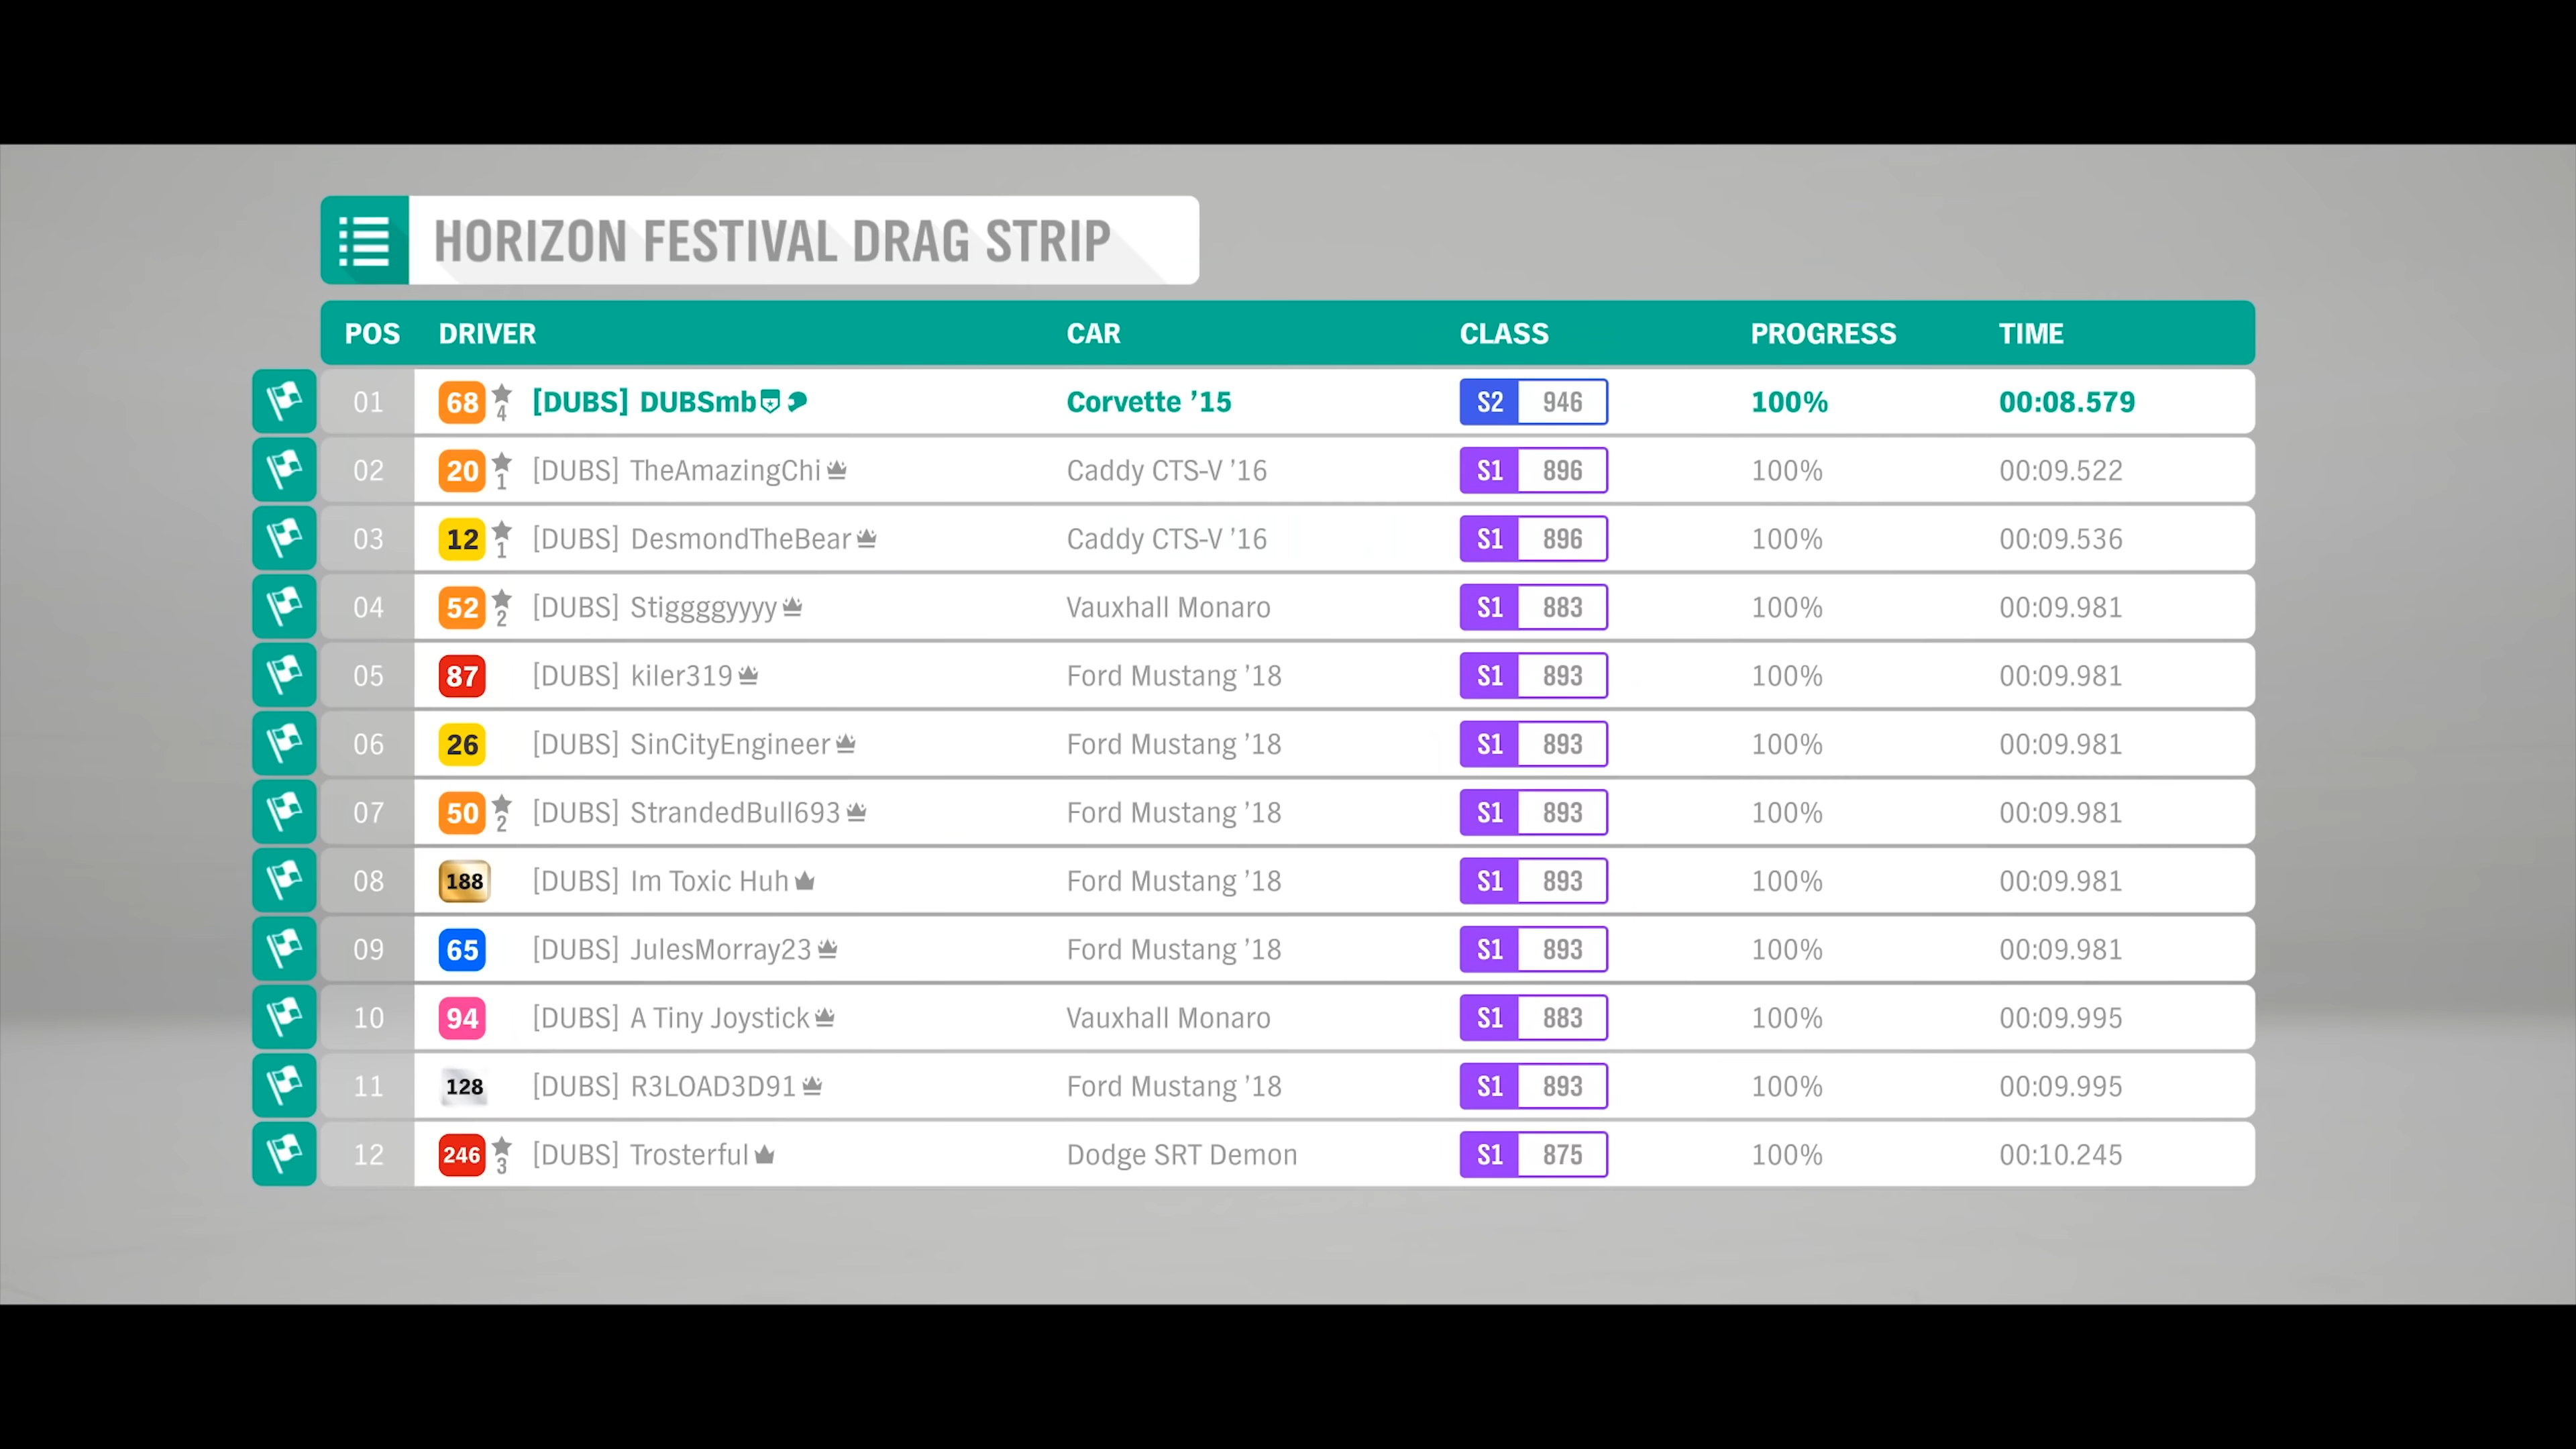 HORIZON FESTIVAL DRAG STRIP
POS DRIVER CAR CLASS PROGRESS TIME
01 68 4 [DUBS] DUBSmb Corvette ’15 S2 946 100% 00:08.579
02 20 1 [DUBS] TheAmazingChi Caddy CTS-V ’16 S1 896 100% 00:09.522
03 12 1 [DUBS] DesmondTheBear Caddy CTS-V ’16 S1 896 100% 00:09.536
04 52 2 [DUBS] Stiggggyyyy Vauxhall Monaro S1 883 100% 00:09.981
05 87 [DUBS] kiler319 Ford Mustang ’18 S1 893 100% 00:09.981
06 26 [DUBS] SinCityEngineer Ford Mustang ’18 S1 893 100% 00:09.981
07 50 2 [DUBS] StrandedBull693 Ford Mustang ’18 S1 893 100% 00:09.981
08 188 [DUBS] Im Toxic Huh Ford Mustang ’18 S1 893 100% 00:09.981
09 65 [DUBS] JulesMorray23 Ford Mustang ’18 S1 893 100% 00:09.981
10 94 [DUBS] A Tiny Joystick Vauxhall Monaro S1 883 100% 00:09.995
11 128 [DUBS] R3LOAD3D91 Ford Mustang ’18 S1 893 100% 00:09.995
12 246 3 [DUBS] Trosterful Dodge SRT Demon S1 875 100% 00:10.245